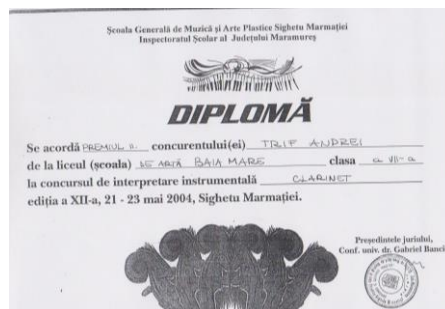 Școala Generală de Muzică și Arte Plastice Sighetu Marmației
Inspectoratul Școlar al Județului Maramureș
DIPLOMĂ
Se acordă PREMIUL II. concurentului(ei) TRIF ANDREI
de la liceul (școala) DE ARTĂ BAIA MARE clasa a VII-a
la concursul de interpretare instrumentală CLARINET
ediția a XII-a, 21 - 23 mai 2004, Sighetu Marmației.
Președintele juriului,
Conf. univ. dr. Gabriel Banci